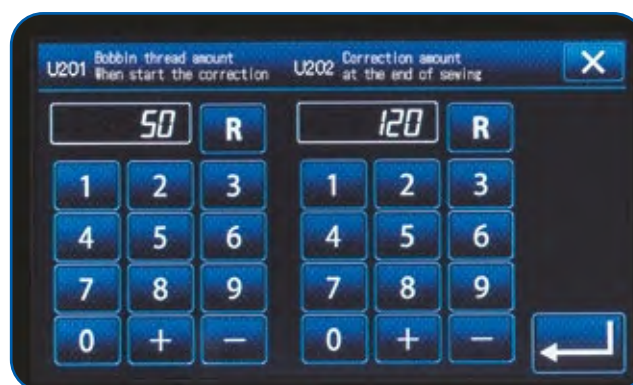 U201 Bobbin thread amount
When start the correction
U202 Correction amount
at the end of sewing
X
50 R 120 R
1 2 3 1 2 3
4 5 6 4 5 6
7 8 9 7 8 9
0 + − 0 + −